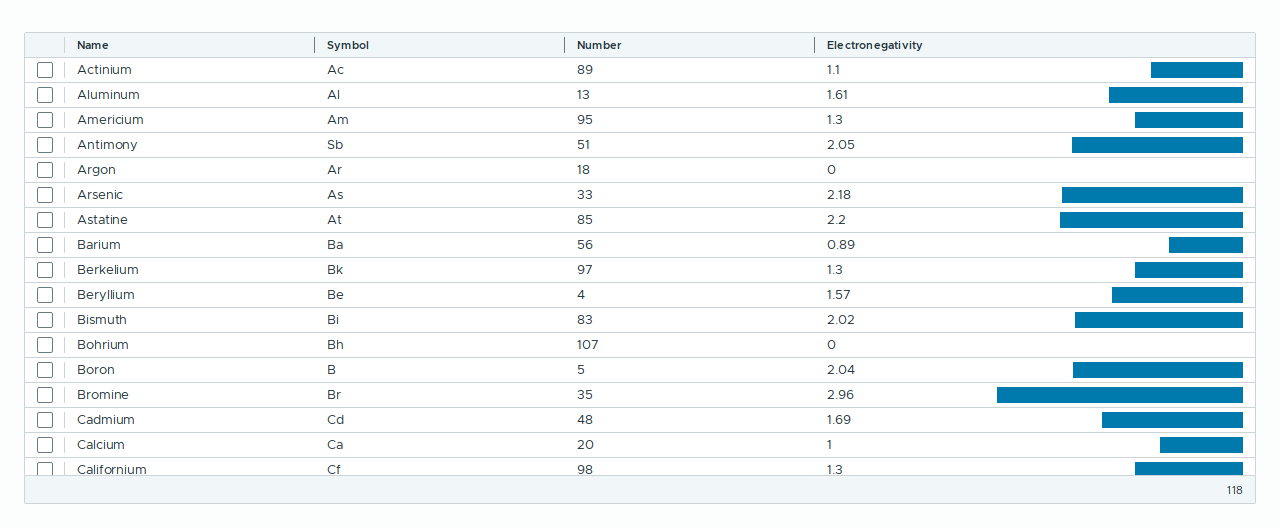 Name Symbol Number Electronegativity
Actinium Ac 89 1.1
Aluminum Al 13 1.61
Americium Am 95 1.3
Antimony Sb 51 2.05
Argon Ar 18 0
Arsenic As 33 2.18
Astatine At 85 2.2
Barium Ba 56 0.89
Berkelium Bk 97 1.3
Beryllium Be 4 1.57
Bismuth Bi 83 2.02
Bohrium Bh 107 0
Boron B 5 2.04
Bromine Br 35 2.96
Cadmium Cd 48 1.69
Calcium Ca 20 1
Californium Cf 98 1.3
118